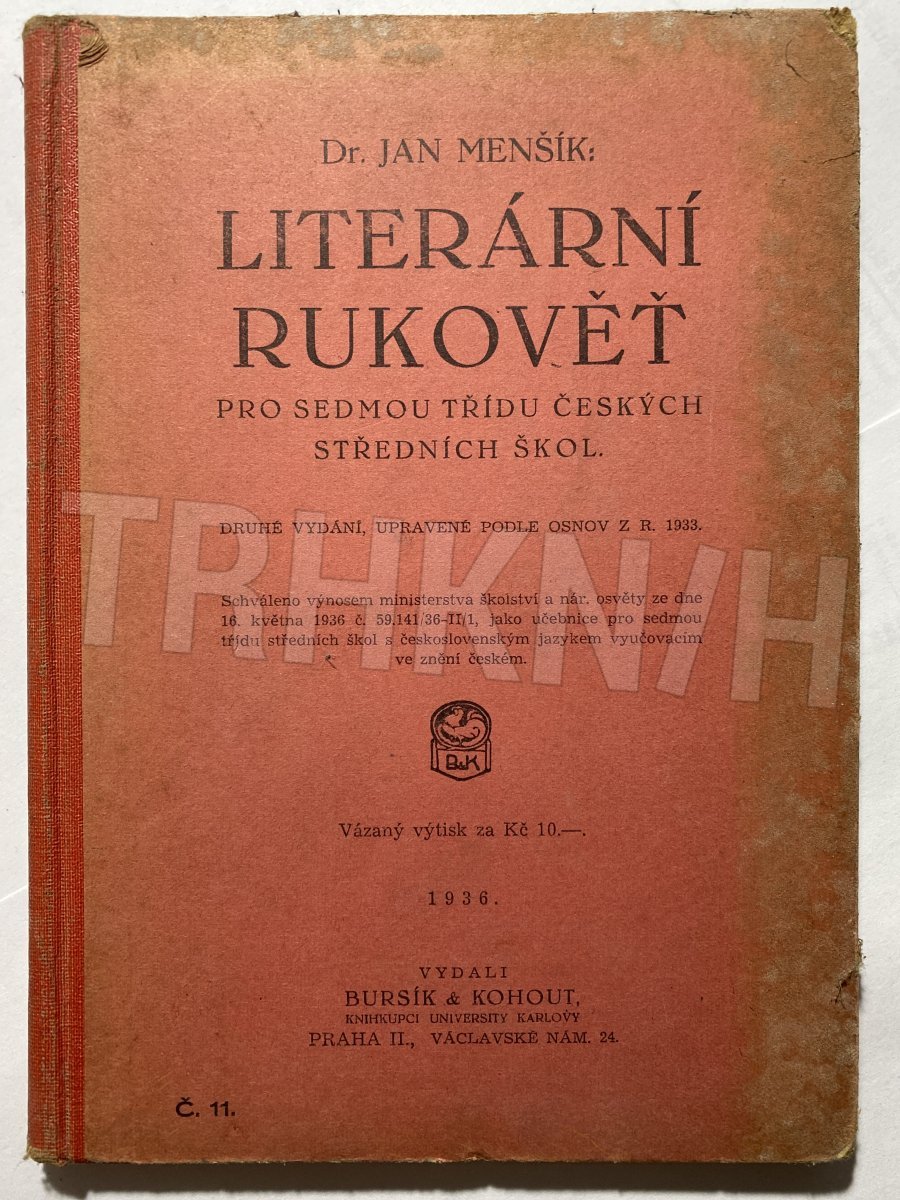 Dr. JAN MENŠÍK:
LITERÁRNÍ
RUKOVĚŤ
PRO SEDMOU TŘÍDU ČESKÝCH
STŘEDNÍCH ŠKOL.
DRUHÉ VYDÁNÍ, UPRAVENÉ PODLE OSNOV Z R. 1933.
TRHKNIH
Schváleno výnosem ministerstva školství a nár. osvěty ze dne
16. května 1936 č. 59.141/36-II/1, jako učebnice pro sedmou
třídu středních škol s československým jazykem vyučovacím
ve znění českém.
B&K
Vázaný výtisk za Kč 10.—.
1936.
VYDALI
BURSÍK & KOHOUT,
KNIHKUPCI UNIVERSITY KARLOVY
PRAHA II., VÁCLAVSKÉ NÁM. 24.
Č. 11.